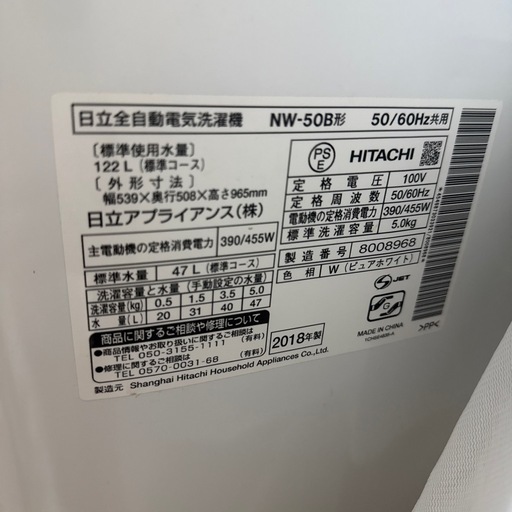 日立全自動電気洗濯機 NW-50B形 50/60Hz共用
〔標準使用水量〕
122L(標準コース)
〔外形寸法〕
幅539×奥行508×高さ965mm
日立アプライアンス(株)
主電動機の定格消費電力 390/455W
標準水量 47L(標準コース)
洗濯容量と水量(手動設定の水量)
洗濯容量(kg) 0.5 1.5 3.5 5.0
水量(L) 20 31 40 47
商品に関するご相談や修理について
●商品情報やお取り扱いに関するご相談 (有料)
TEL 050-3155-1111
●修理に関するご相談 (有料)
TEL 0570-0031-68
2018年製
製造元 Shanghai Hitachi Household Appliances Co., Ltd.
PSE HITACHI
定格電圧 100V
定格周波数 50/60Hz
電動機の定格消費電力 390/455W
標準洗濯容量 5.0kg
製造番号 8008968
色相 W(ピュアホワイト)
S-JET
MADE IN CHINA
>PP<